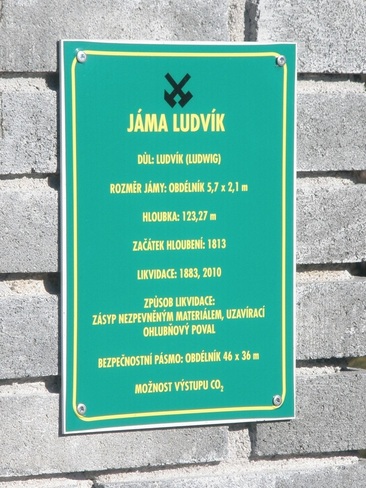 JÁMA LUDVÍK
DŮL: LUDVÍK (LUDWIG)
ROZMĚR JÁMY: OBDÉLNÍK 5,7 x 2,1 m
HLOUBKA: 123,27 m
ZAČÁTEK HLOUBENÍ: 1813
LIKVIDACE: 1883, 2010
ZPŮSOB LIKVIDACE:
ZÁSYP NEZPEVNĚNÝM MATERIÁLEM, UZAVÍRACÍ
OHLUBŇOVÝ POVAL
BEZPEČNOSTNÍ PÁSMO: OBDÉLNÍK 46 x 36 m
MOŽNOST VÝSTUPU CO₂